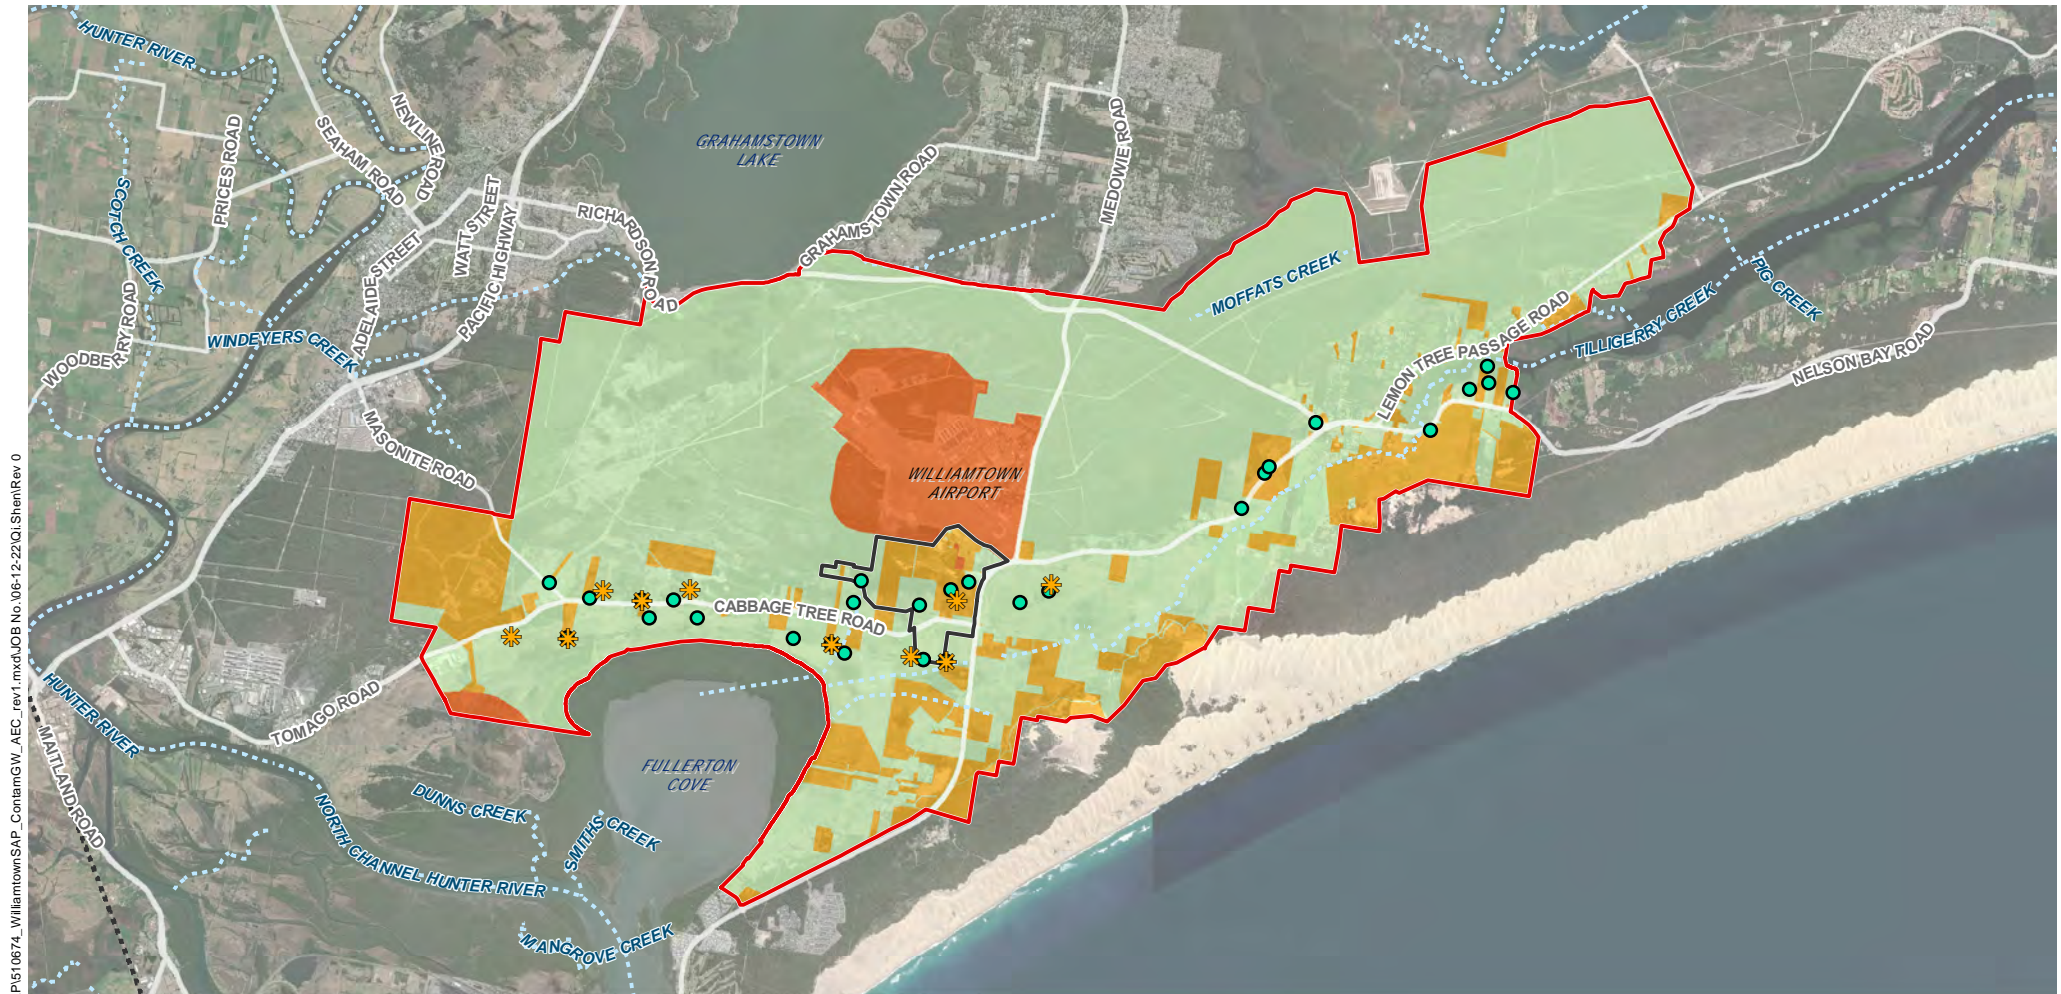 HUNTER RIVER
NEWLINE ROAD
SEAHAM ROAD
PRICES ROAD
SCOTCH CREEK
WATT STREET
ADELAIDE STREET
PACIFIC HIGHWAY
RICHARDSON ROAD
GRAHAMSTOWN
LAKE
GRAHAMSTOWN ROAD
MEDOWIE ROAD
MOFFATS CREEK
PIG CREEK
TILLIGERRY CREEK
LEMON TREE PASSAGE ROAD
NELSON BAY ROAD
WOODBERRY ROAD
WINDEYERS CREEK
MASONITE ROAD
WILLIAMTOWN
AIRPORT
CABBAGE TREE ROAD
TOMAGO ROAD
HUNTER RIVER
MAITLAND ROAD
FULLERTON
COVE
DUNNS CREEK
SMITHS CREEK
NORTH CHANNEL HUNTER RIVER
MANGROVE CREEK
P\510674_WilliamtownSAP_ContamGW_AEC_rev1.mxd\JOB No.\06-12-22\Qi.Shen\Rev 0